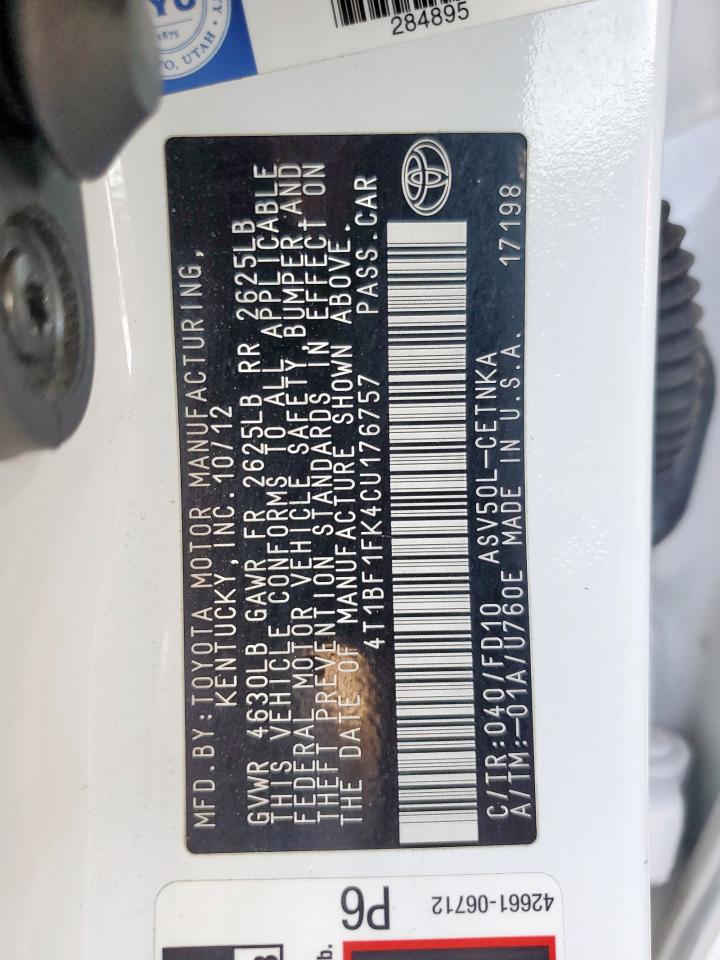 284895
YU
1875
O, UTAH
MFD.BY:TOYOTA MOTOR MANUFACTURING,
KENTUCKY,INC.10/12
GVWR 4630LB GAWR FR 2625LB RR 2625LB
THIS VEHICLE CONFORMS TO ALL APPLICABLE
FEDERAL MOTOR VEHICLE SAFETY,BUMPER,AND
THEFT PREVENTION STANDARDS IN EFFECT ON
THE DATE OF MANUFACTURE SHOWN ABOVE.
4T1BF1FK4CU176757 PASS.CAR
C/TR:040/FD10 ASV50L-CETNKA
A/TM:-01A/U760E MADE IN U.S.A. 17198
P6
42661-06712
b.